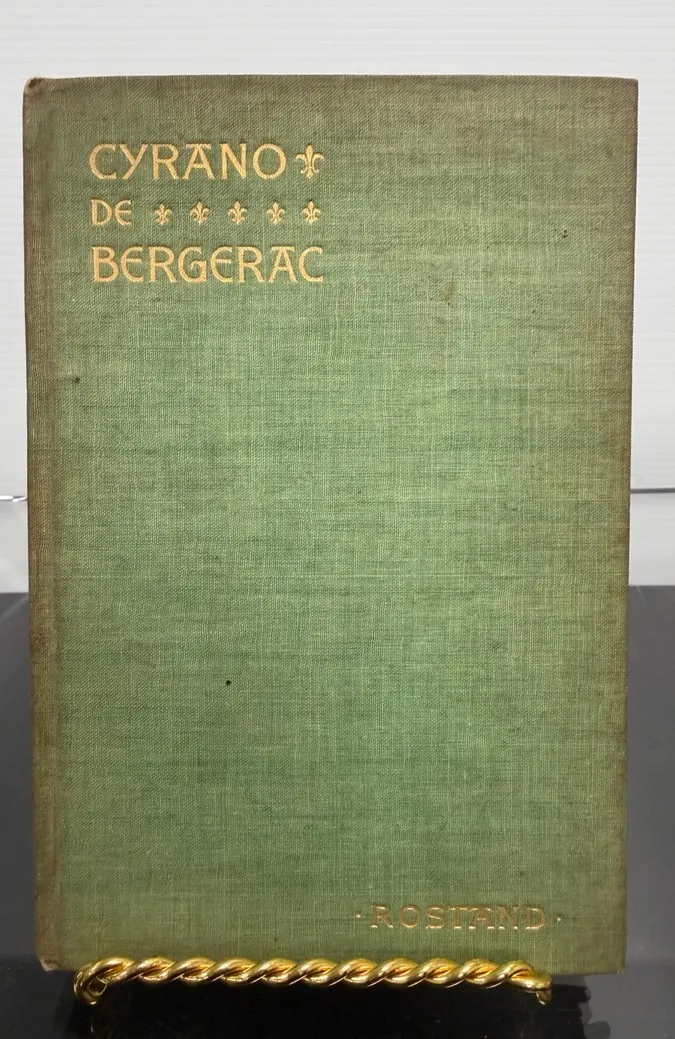 CYRANO
DE
BERGERAC
· ROSTAND ·